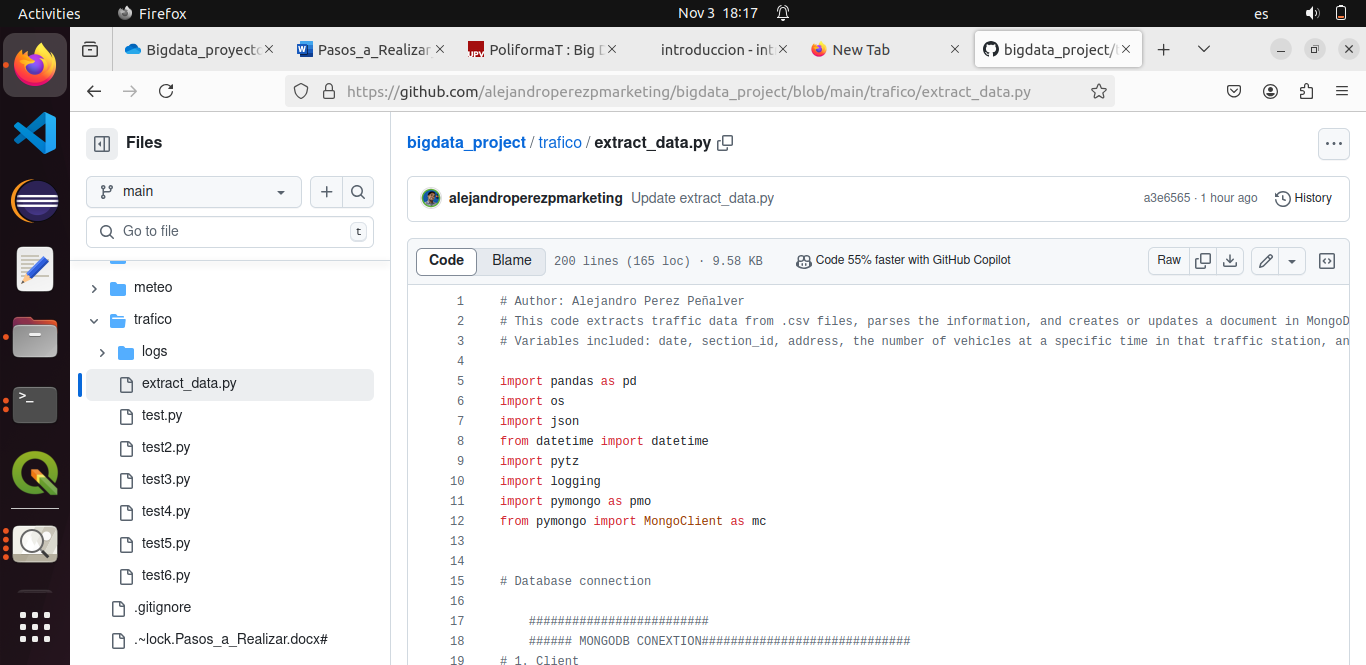 Activities
Firefox
Nov 3 18:17
es
Bigdata_proyecto
Pasos_a_Realizar
UPV
PoliformaT : Big D
introduccion - int
New Tab
bigdata_project/t
https://github.com/alejandroperezpmarketing/bigdata_project/blob/main/trafico/extract_data.py
Files
main
Go to file
t
meteo
trafico
logs
extract_data.py
test.py
test2.py
test3.py
test4.py
test5.py
test6.py
.gitignore
.~lock.Pasos_a_Realizar.docx#
bigdata_project / trafico / extract_data.py
alejandroperezpmarketing Update extract_data.py
a3e6565 · 1 hour ago
History
Code
Blame
200 lines (165 loc) · 9.58 KB
Code 55% faster with GitHub Copilot
Raw
1 # Author: Alejandro Perez Peñalver
2 # This code extracts traffic data from .csv files, parses the information, and creates or updates a document in MongoD
3 # Variables included: date, section_id, address, the number of vehicles at a specific time in that traffic station, an
4
5 import pandas as pd
6 import os
7 import json
8 from datetime import datetime
9 import pytz
10 import logging
11 import pymongo as pmo
12 from pymongo import MongoClient as mc
13
14
15 # Database connection
16
17 #########################
18 ###### MONGODB CONEXTION#############################
19 # 1. Client